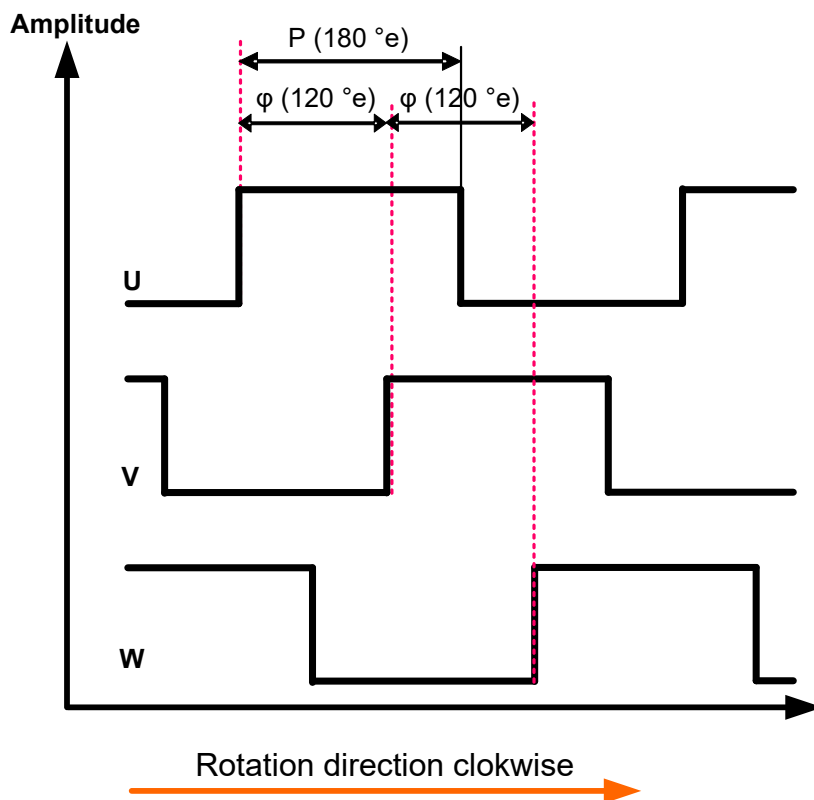 Amplitude
P (180 °e)
φ (120 °e)
φ (120 °e)
U
V
W
Rotation direction clokwise